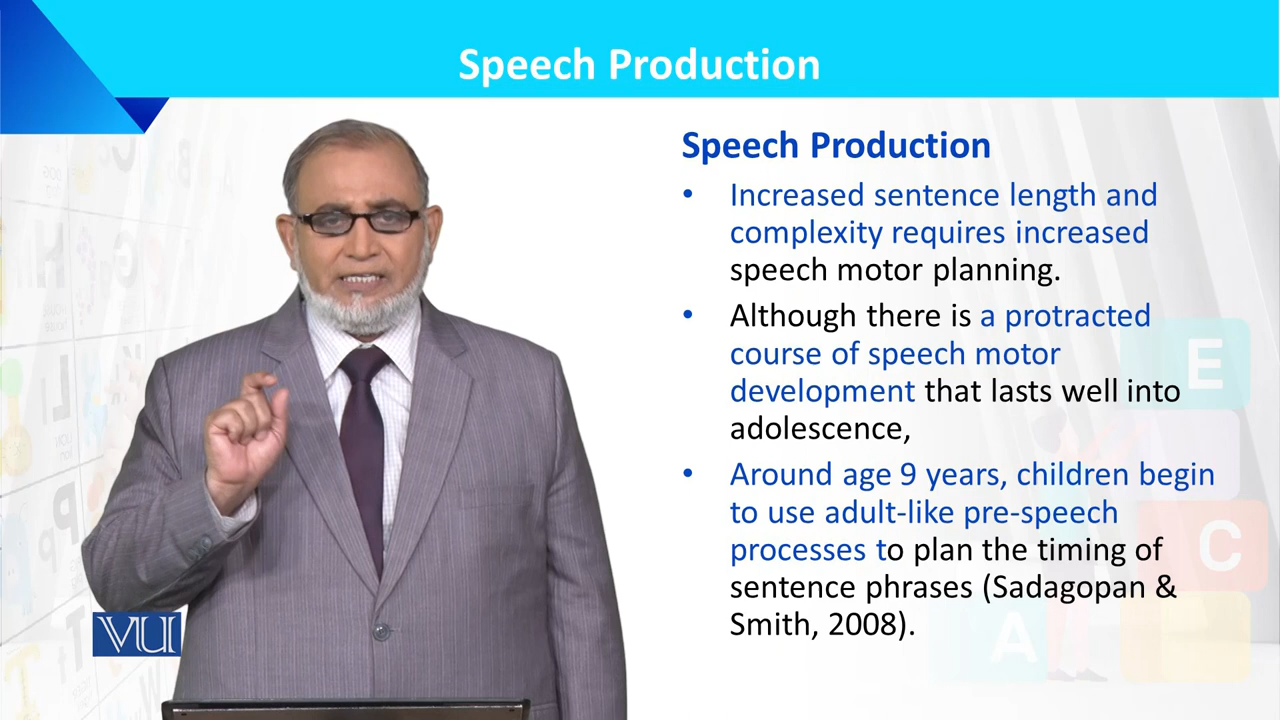 Speech Production
Speech Production
• Increased sentence length and
complexity requires increased
speech motor planning.
• Although there is a protracted
course of speech motor
development that lasts well into
adolescence,
• Around age 9 years, children begin
to use adult-like pre-speech
processes to plan the timing of
sentence phrases (Sadagopan &
Smith, 2008).
VU
E
C
A